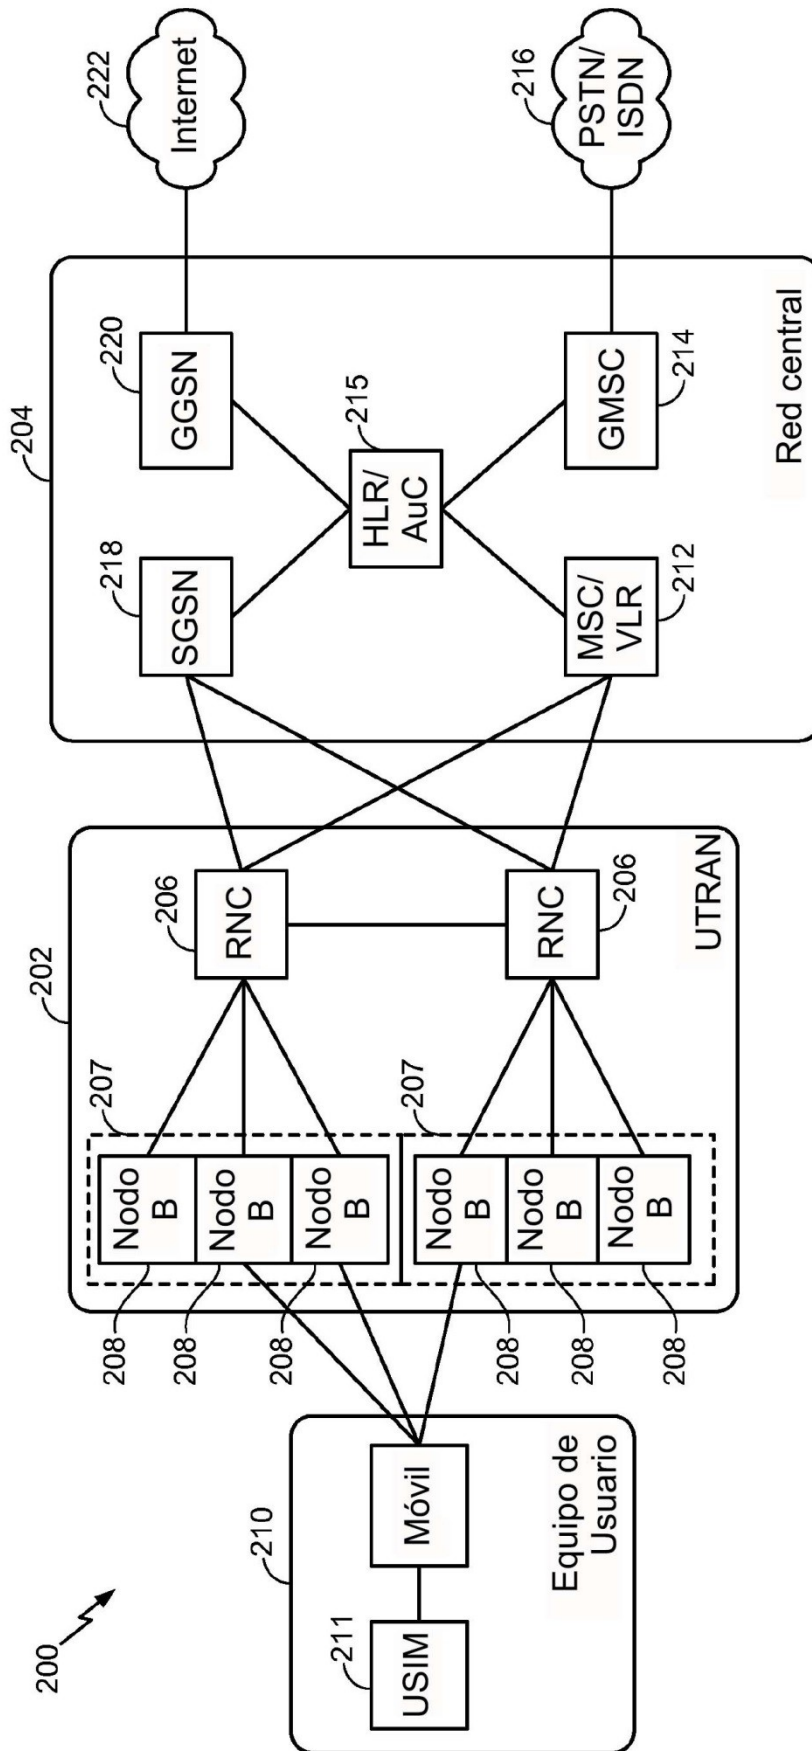 200
210
211
USIM
Móvil
Equipo de
Usuario
202
207
208
Nodo
B
208
Nodo
B
208
Nodo
B
207
208
Nodo
B
208
Nodo
B
208
Nodo
B
206
RNC
206
RNC
UTRAN
204
218
SGSN
220
GGSN
215
HLR/
AuC
MSC/
VLR
212
GMSC
214
Red central
222
Internet
216
PSTN/
ISDN